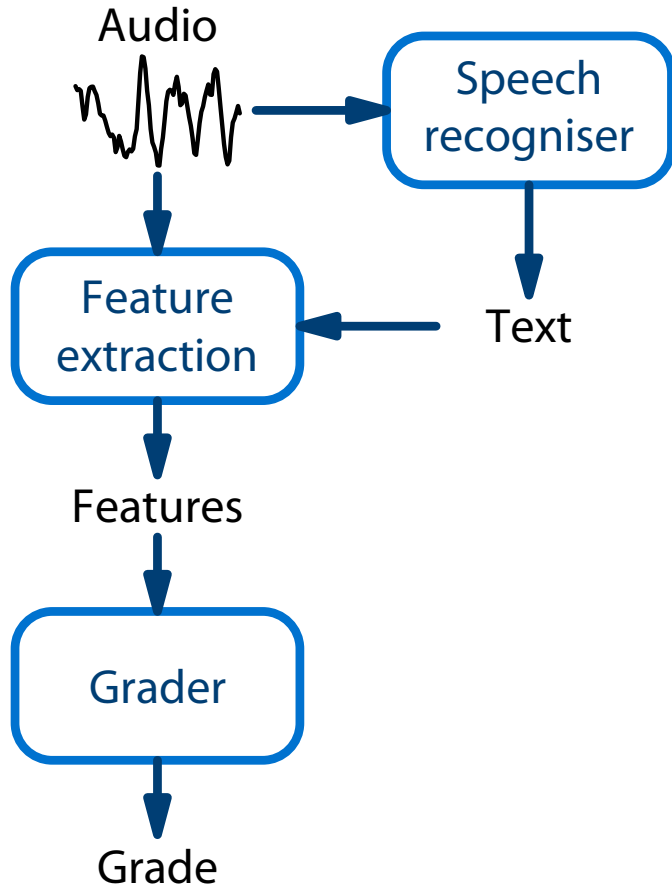 Audio
Speech
recogniser
Feature
extraction
Text
Features
Grader
Grade